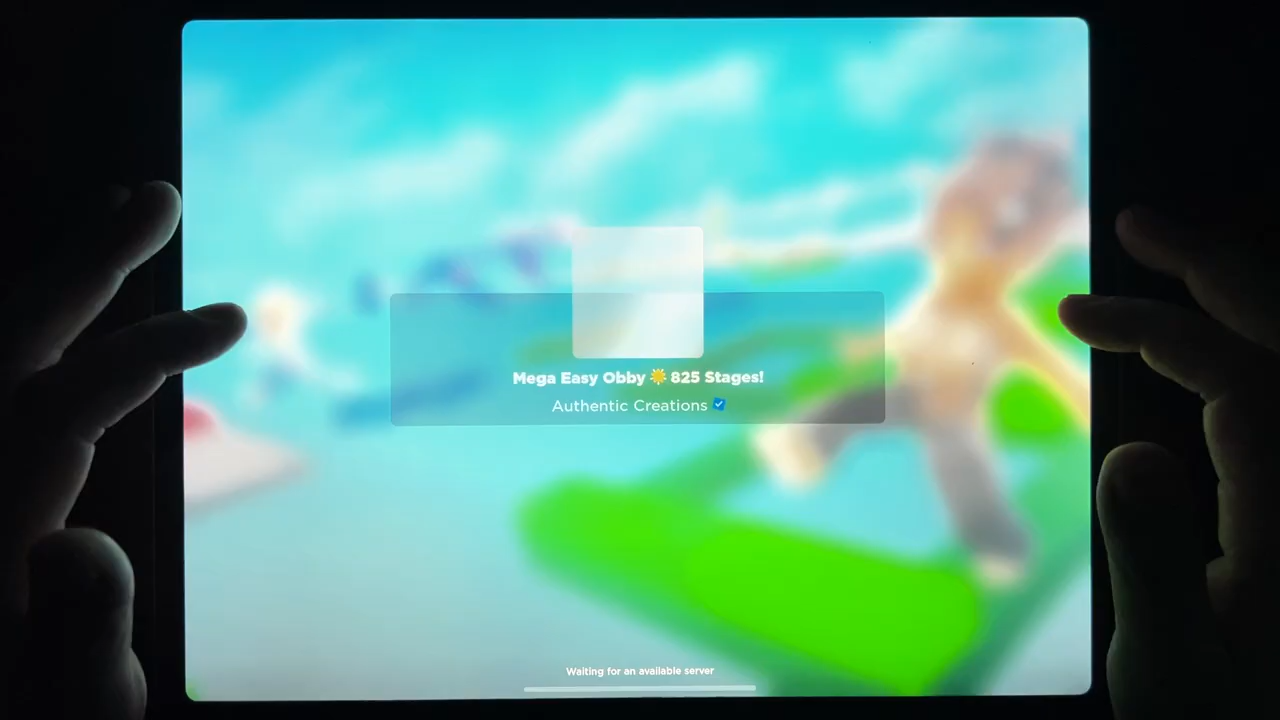 Mega Easy Obby ☀️ 825 Stages!
Authentic Creations
Waiting for an available server